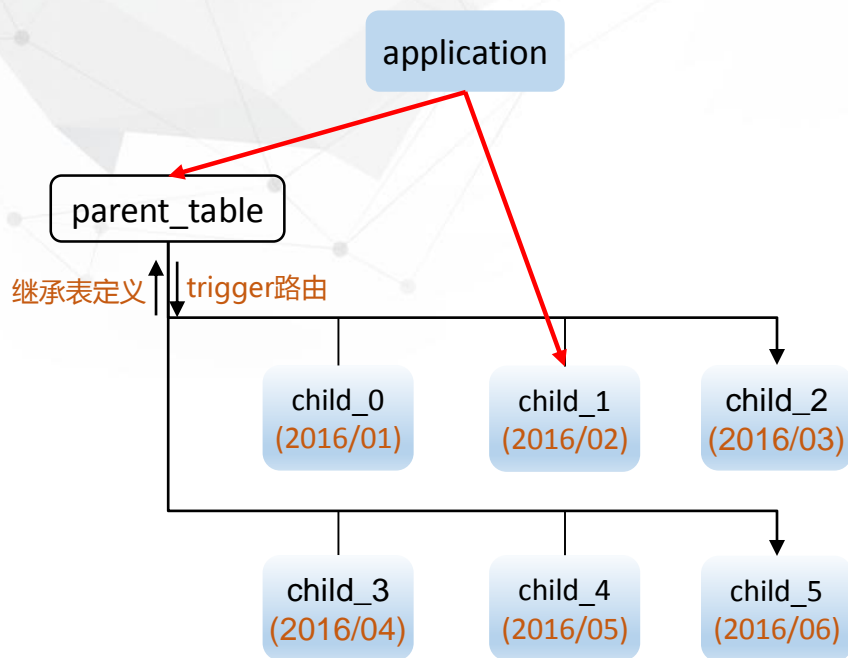 application
parent_table
继承表定义
trigger路由
child_0
(2016/01)
child_1
(2016/02)
child_2
(2016/03)
child_3
(2016/04)
child_4
(2016/05)
child_5
(2016/06)